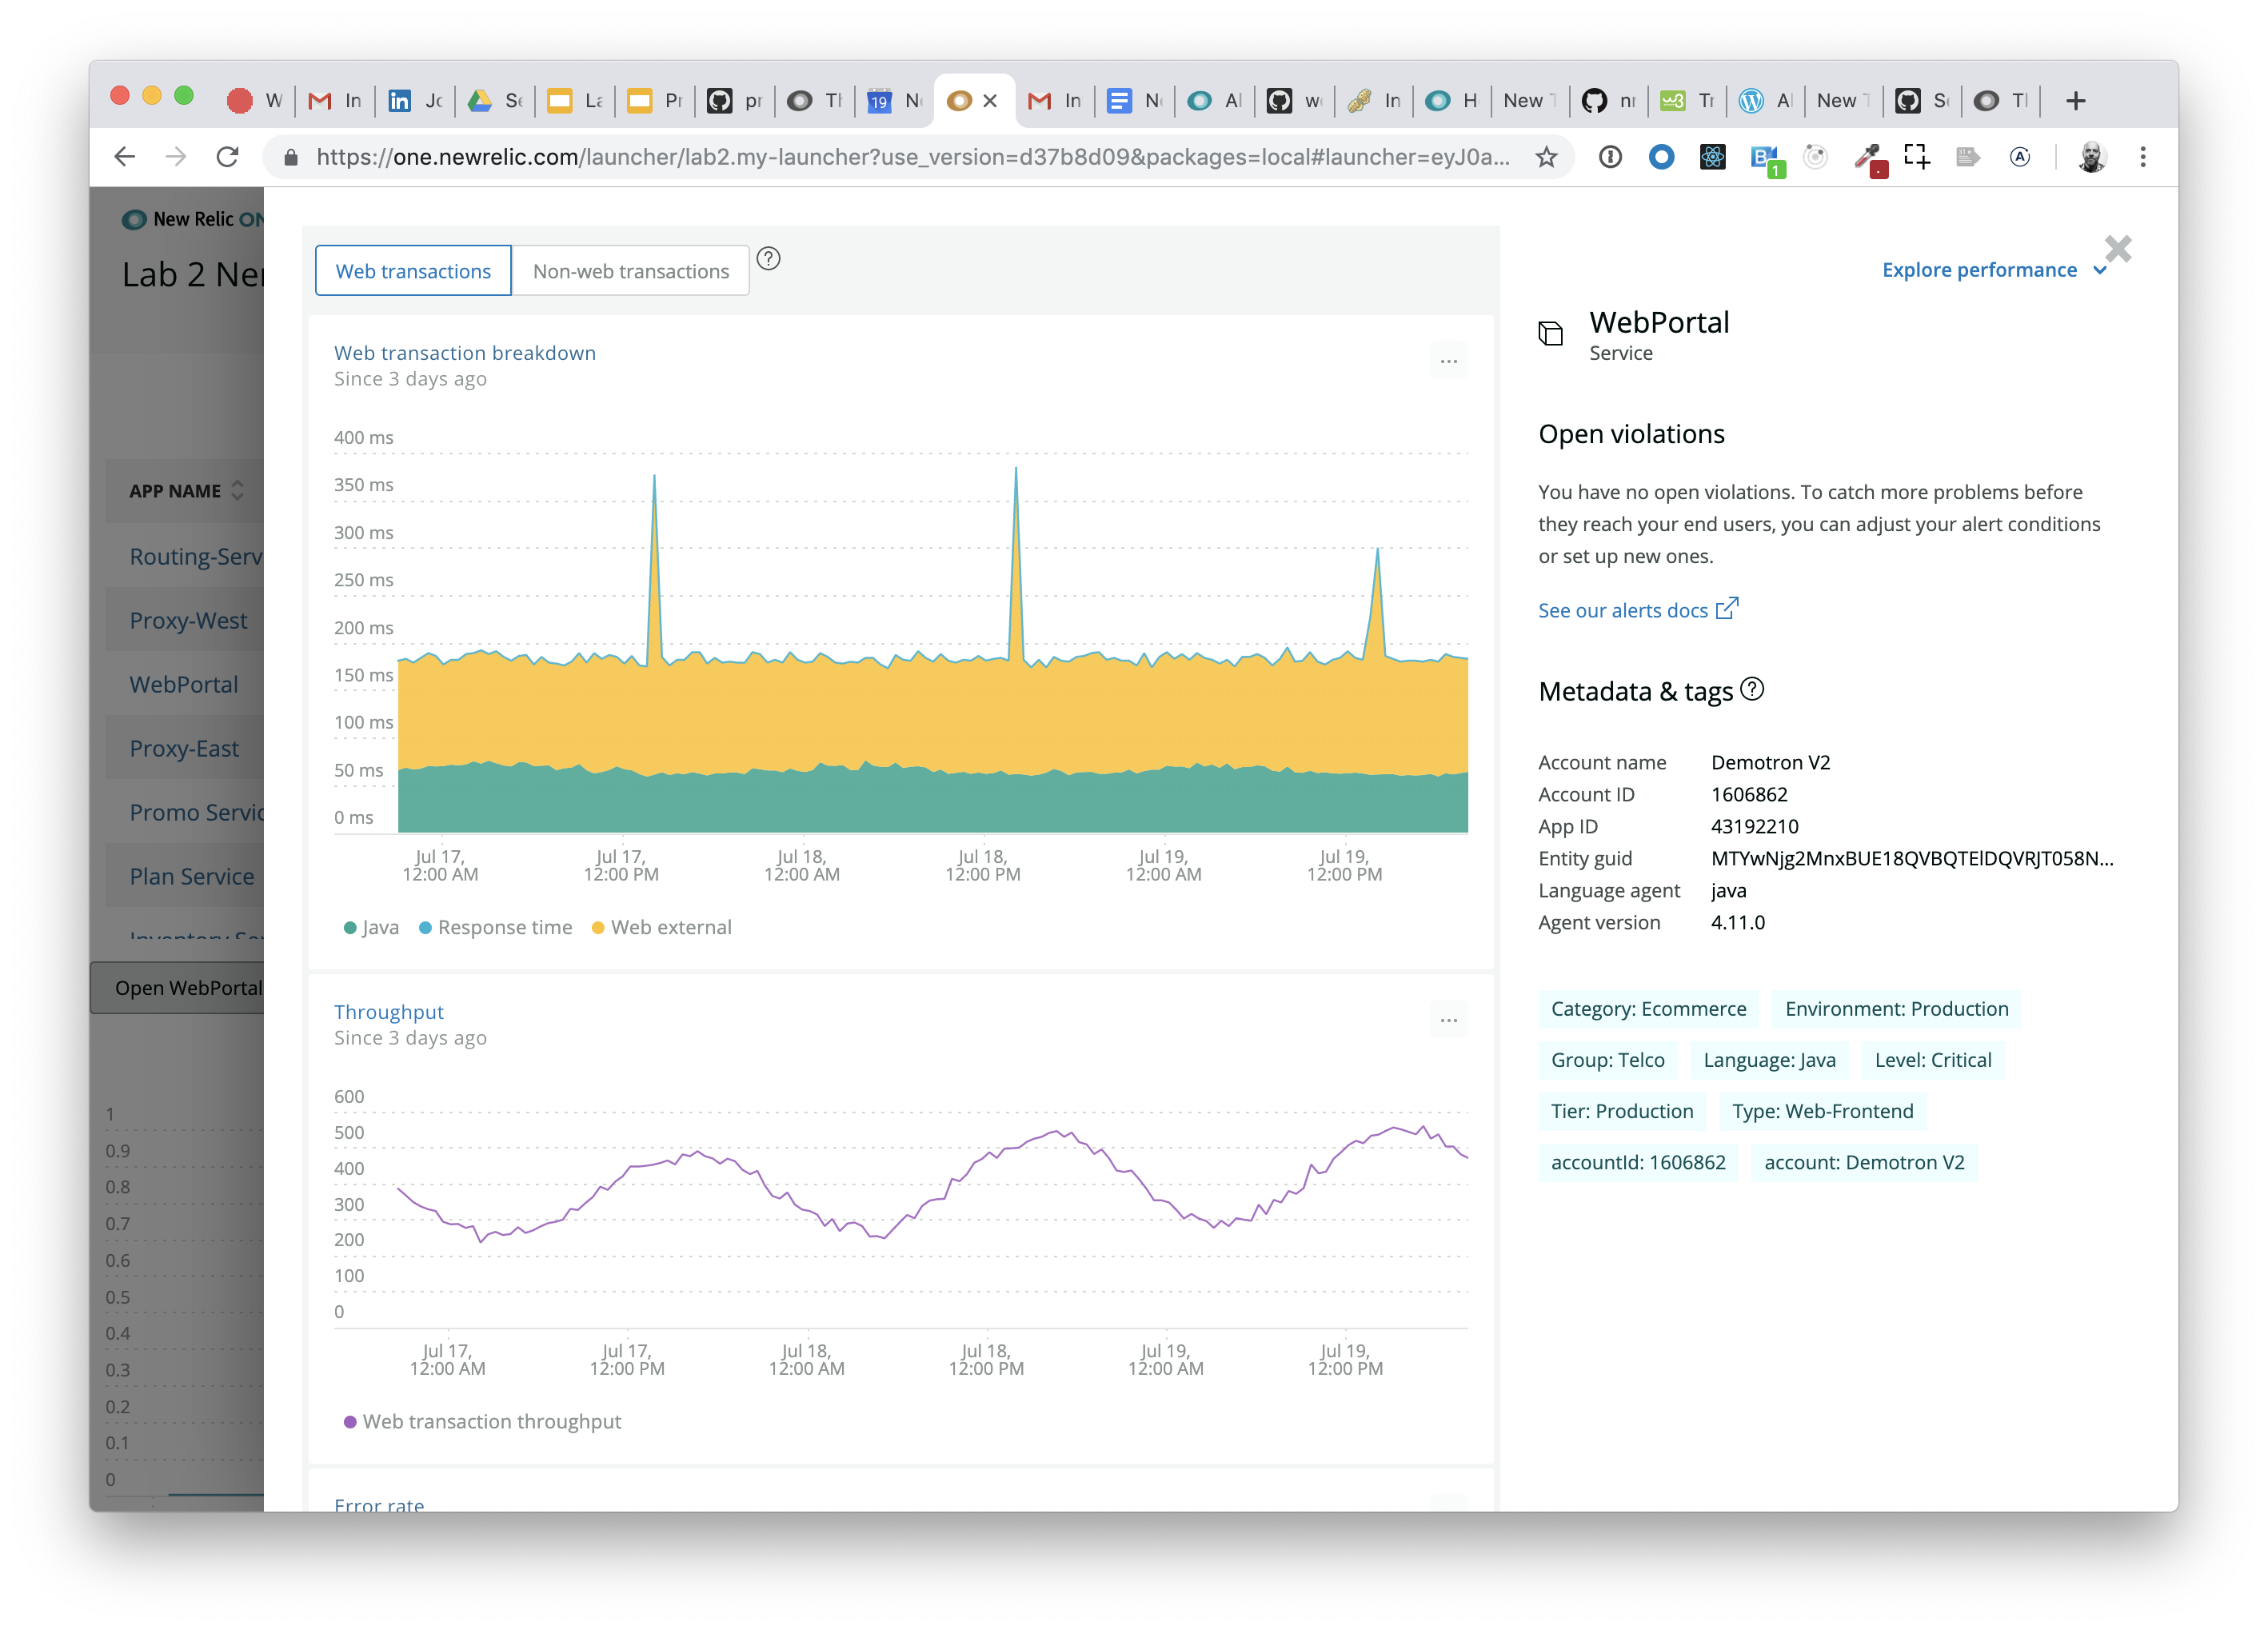 W In Jo Se La Pr pr Th 19 No In N Al w In H New T nr w3 Tr A New T S Tl
https://one.newrelic.com/launcher/lab2.my-launcher?use_version=d37b8d09&packages=local#launcher=eyJ0a...
1
New Relic ON
Lab 2 Ner
APP NAME
Routing-Serv
Proxy-West
WebPortal
Proxy-East
Promo Servic
Plan Service
Inventory Ser
Open WebPortal
1
0.9
0.8
0.7
0.6
0.5
0.4
0.3
0.2
0.1
0
Web transactions
Non-web transactions
?
Web transaction breakdown
Since 3 days ago
...
400 ms
350 ms
300 ms
250 ms
200 ms
150 ms
100 ms
50 ms
0 ms
Jul 17, 12:00 AM
Jul 17, 12:00 PM
Jul 18, 12:00 AM
Jul 18, 12:00 PM
Jul 19, 12:00 AM
Jul 19, 12:00 PM
Java Response time Web external
Throughput
Since 3 days ago
...
600
500
400
300
200
100
0
Jul 17, 12:00 AM
Jul 17, 12:00 PM
Jul 18, 12:00 AM
Jul 18, 12:00 PM
Jul 19, 12:00 AM
Jul 19, 12:00 PM
Web transaction throughput
Error rate
Explore performance
WebPortal
Service
Open violations
You have no open violations. To catch more problems before
they reach your end users, you can adjust your alert conditions
or set up new ones.
See our alerts docs
Metadata & tags ?
Account name Demotron V2
Account ID 1606862
App ID 43192210
Entity guid MTYwNjg2MnxBUE18QVBQTElDQVRJT058N...
Language agent java
Agent version 4.11.0
Category: Ecommerce Environment: Production
Group: Telco Language: Java Level: Critical
Tier: Production Type: Web-Frontend
accountId: 1606862 account: Demotron V2